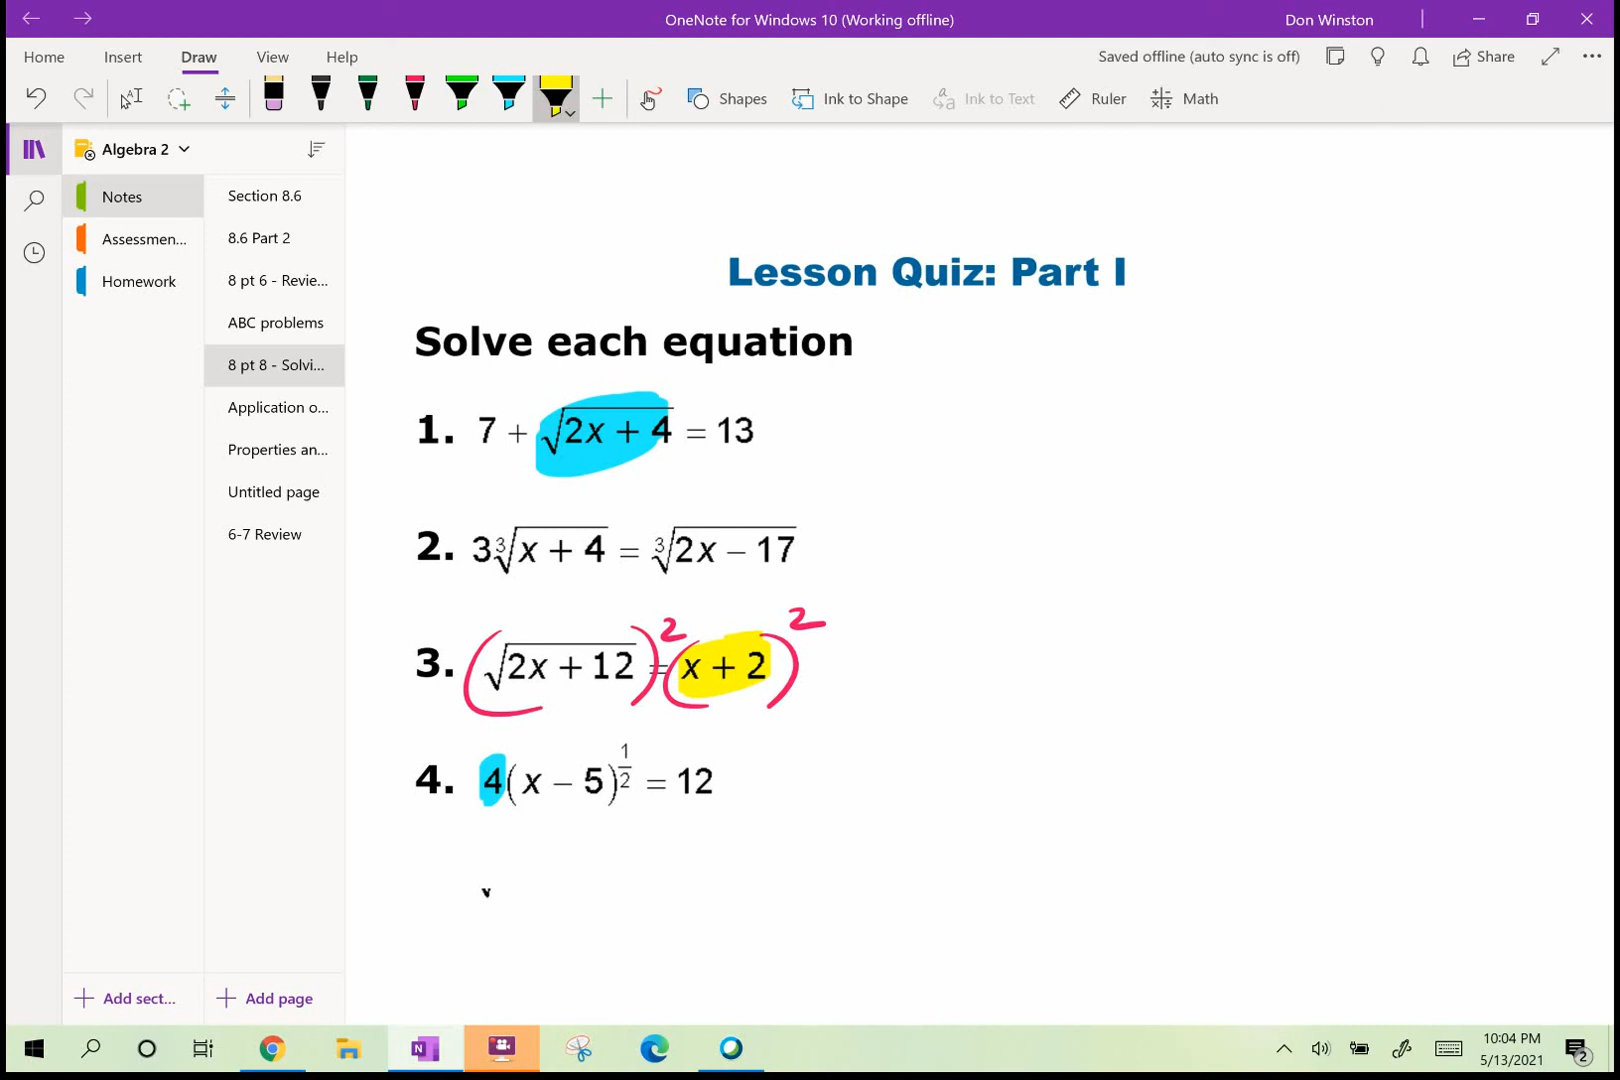 OneNote for Windows 10 (Working offline)
Don Winston
Home Insert Draw View Help
Saved offline (auto sync is off)
Share
Shapes
Ink to Shape
Ink to Text
Ruler
Math
Algebra 2
Notes
Assessmen...
Homework
Section 8.6
8.6 Part 2
8 pt 6 - Revie...
ABC problems
8 pt 8 - Solvi...
Application o...
Properties an...
Untitled page
6-7 Review
Add sect...
Add page
Lesson Quiz: Part I
Solve each equation
1. 7 + √(2x + 4) = 13
2. 3∛(x + 4) = ∛(2x − 17)
3. (√(2x + 12))² = (x + 2)²
4. 4(x − 5)^(1/2) = 12
10:04 PM
5/13/2021
2